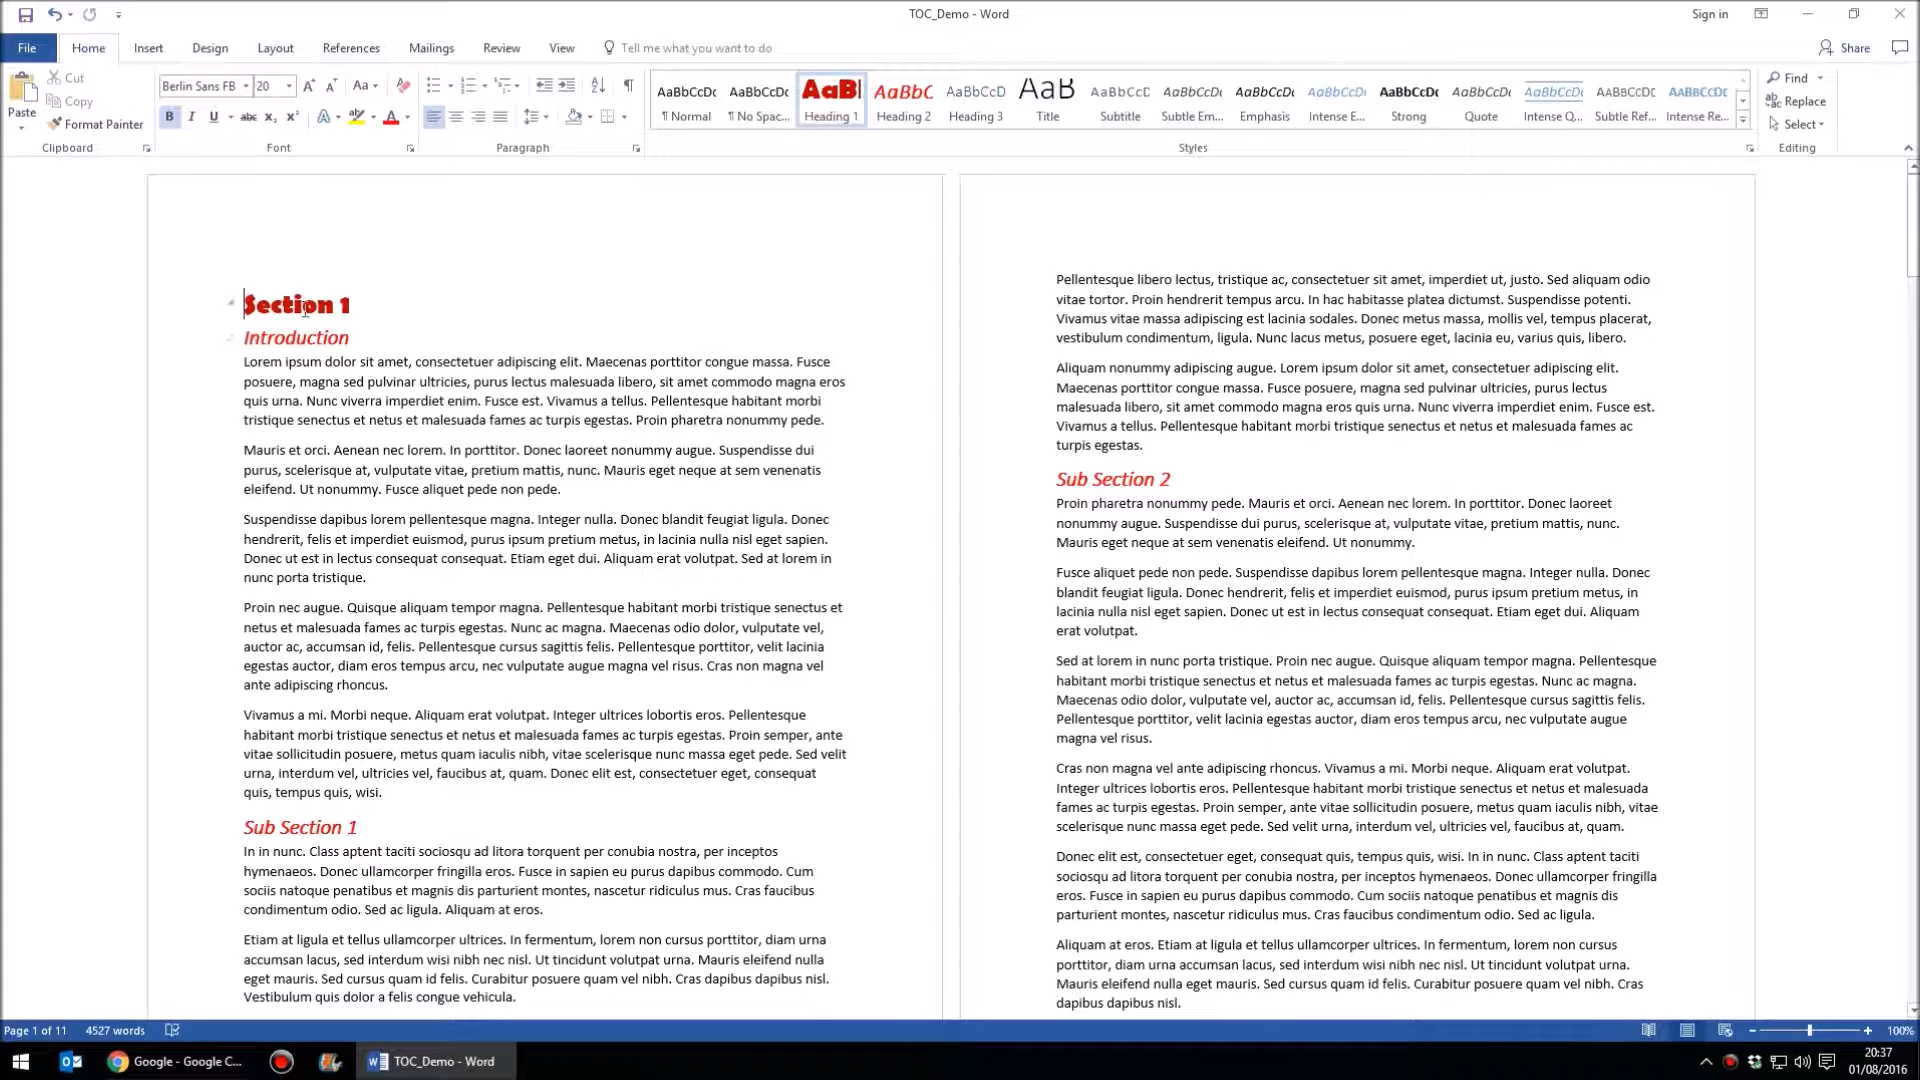 TOC_Demo - Word
Sign in
File
Home
Insert
Design
Layout
References
Mailings
Review
View
Tell me what you want to do
Share
Paste
Cut
Copy
Format Painter
Clipboard
Berlin Sans FB
20
Aa
B I U abc x₂ x² A A
Font
Paragraph
AaBbCcDc
¶ Normal
AaBbCcDc
¶ No Spac...
AaBl
Heading 1
AaBbC
Heading 2
AaBbCcD
Heading 3
AaB
Title
AaBbCcC
Subtitle
AaBbCcDc
Subtle Em...
AaBbCcDc
Emphasis
AaBbCcDc
Intense E...
AaBbCcDc
Strong
AaBbCcDc
Quote
AaBbCcDc
Intense Q...
AaBbCcDc
Subtle Ref...
AaBbCcDc
Intense Re...
Styles
Find
Replace
Select
Editing
Section 1
Introduction
Lorem ipsum dolor sit amet, consectetuer adipiscing elit. Maecenas porttitor congue massa. Fusce
posuere, magna sed pulvinar ultricies, purus lectus malesuada libero, sit amet commodo magna eros
quis urna. Nunc viverra imperdiet enim. Fusce est. Vivamus a tellus. Pellentesque habitant morbi
tristique senectus et netus et malesuada fames ac turpis egestas. Proin pharetra nonummy pede.
Mauris et orci. Aenean nec lorem. In porttitor. Donec laoreet nonummy augue. Suspendisse dui
purus, scelerisque at, vulputate vitae, pretium mattis, nunc. Mauris eget neque at sem venenatis
eleifend. Ut nonummy. Fusce aliquet pede non pede.
Suspendisse dapibus lorem pellentesque magna. Integer nulla. Donec blandit feugiat ligula. Donec
hendrerit, felis et imperdiet euismod, purus ipsum pretium metus, in lacinia nulla nisl eget sapien.
Donec ut est in lectus consequat consequat. Etiam eget dui. Aliquam erat volutpat. Sed at lorem in
nunc porta tristique.
Proin nec augue. Quisque aliquam tempor magna. Pellentesque habitant morbi tristique senectus et
netus et malesuada fames ac turpis egestas. Nunc ac magna. Maecenas odio dolor, vulputate vel,
auctor ac, accumsan id, felis. Pellentesque cursus sagittis felis. Pellentesque porttitor, velit lacinia
egestas auctor, diam eros tempus arcu, nec vulputate augue magna vel risus. Cras non magna vel
ante adipiscing rhoncus.
Vivamus a mi. Morbi neque. Aliquam erat volutpat. Integer ultrices lobortis eros. Pellentesque
habitant morbi tristique senectus et netus et malesuada fames ac turpis egestas. Proin semper, ante
vitae sollicitudin posuere, metus quam iaculis nibh, vitae scelerisque nunc massa eget pede. Sed velit
urna, interdum vel, ultricies vel, faucibus at, quam. Donec elit est, consectetuer eget, consequat
quis, tempus quis, wisi.
Sub Section 1
In in nunc. Class aptent taciti sociosqu ad litora torquent per conubia nostra, per inceptos
hymenaeos. Donec ullamcorper fringilla eros. Fusce in sapien eu purus dapibus commodo. Cum
sociis natoque penatibus et magnis dis parturient montes, nascetur ridiculus mus. Cras faucibus
condimentum odio. Sed ac ligula. Aliquam at eros.
Etiam at ligula et tellus ullamcorper ultrices. In fermentum, lorem non cursus porttitor, diam urna
accumsan lacus, sed interdum wisi nibh nec nisl. Ut tincidunt volutpat urna. Mauris eleifend nulla
eget mauris. Sed cursus quam id felis. Curabitur posuere quam vel nibh. Cras dapibus dapibus nisl.
Vestibulum quis dolor a felis congue vehicula.
Pellentesque libero lectus, tristique ac, consectetuer sit amet, imperdiet ut, justo. Sed aliquam odio
vitae tortor. Proin hendrerit tempus arcu. In hac habitasse platea dictumst. Suspendisse potenti.
Vivamus vitae massa adipiscing est lacinia sodales. Donec metus massa, mollis vel, tempus placerat,
vestibulum condimentum, ligula. Nunc lacus metus, posuere eget, lacinia eu, varius quis, libero.
Aliquam nonummy adipiscing augue. Lorem ipsum dolor sit amet, consectetuer adipiscing elit.
Maecenas porttitor congue massa. Fusce posuere, magna sed pulvinar ultricies, purus lectus
malesuada libero, sit amet commodo magna eros quis urna. Nunc viverra imperdiet enim. Fusce est.
Vivamus a tellus. Pellentesque habitant morbi tristique senectus et netus et malesuada fames ac
turpis egestas.
Sub Section 2
Proin pharetra nonummy pede. Mauris et orci. Aenean nec lorem. In porttitor. Donec laoreet
nonummy augue. Suspendisse dui purus, scelerisque at, vulputate vitae, pretium mattis, nunc.
Mauris eget neque at sem venenatis eleifend. Ut nonummy.
Fusce aliquet pede non pede. Suspendisse dapibus lorem pellentesque magna. Integer nulla. Donec
blandit feugiat ligula. Donec hendrerit, felis et imperdiet euismod, purus ipsum pretium metus, in
lacinia nulla nisl eget sapien. Donec ut est in lectus consequat consequat. Etiam eget dui. Aliquam
erat volutpat.
Sed at lorem in nunc porta tristique. Proin nec augue. Quisque aliquam tempor magna. Pellentesque
habitant morbi tristique senectus et netus et malesuada fames ac turpis egestas. Nunc ac magna.
Maecenas odio dolor, vulputate vel, auctor ac, accumsan id, felis. Pellentesque cursus sagittis felis.
Pellentesque porttitor, velit lacinia egestas auctor, diam eros tempus arcu, nec vulputate augue
magna vel risus.
Cras non magna vel ante adipiscing rhoncus. Vivamus a mi. Morbi neque. Aliquam erat volutpat.
Integer ultrices lobortis eros. Pellentesque habitant morbi tristique senectus et netus et malesuada
fames ac turpis egestas. Proin semper, ante vitae sollicitudin posuere, metus quam iaculis nibh, vitae
scelerisque nunc massa eget pede. Sed velit urna, interdum vel, ultricies vel, faucibus at, quam.
Donec elit est, consectetuer eget, consequat quis, tempus quis, wisi. In in nunc. Class aptent taciti
sociosqu ad litora torquent per conubia nostra, per inceptos hymenaeos. Donec ullamcorper fringilla
eros. Fusce in sapien eu purus dapibus commodo. Cum sociis natoque penatibus et magnis dis
parturient montes, nascetur ridiculus mus. Cras faucibus condimentum odio. Sed ac ligula.
Aliquam at eros. Etiam at ligula et tellus ullamcorper ultrices. In fermentum, lorem non cursus
porttitor, diam urna accumsan lacus, sed interdum wisi nibh nec nisl. Ut tincidunt volutpat urna.
Mauris eleifend nulla eget mauris. Sed cursus quam id felis. Curabitur posuere quam vel nibh. Cras
dapibus dapibus nisl.
Page 1 of 11
4527 words
100%
Google - Google C...
TOC_Demo - Word
20:37
01/08/2016